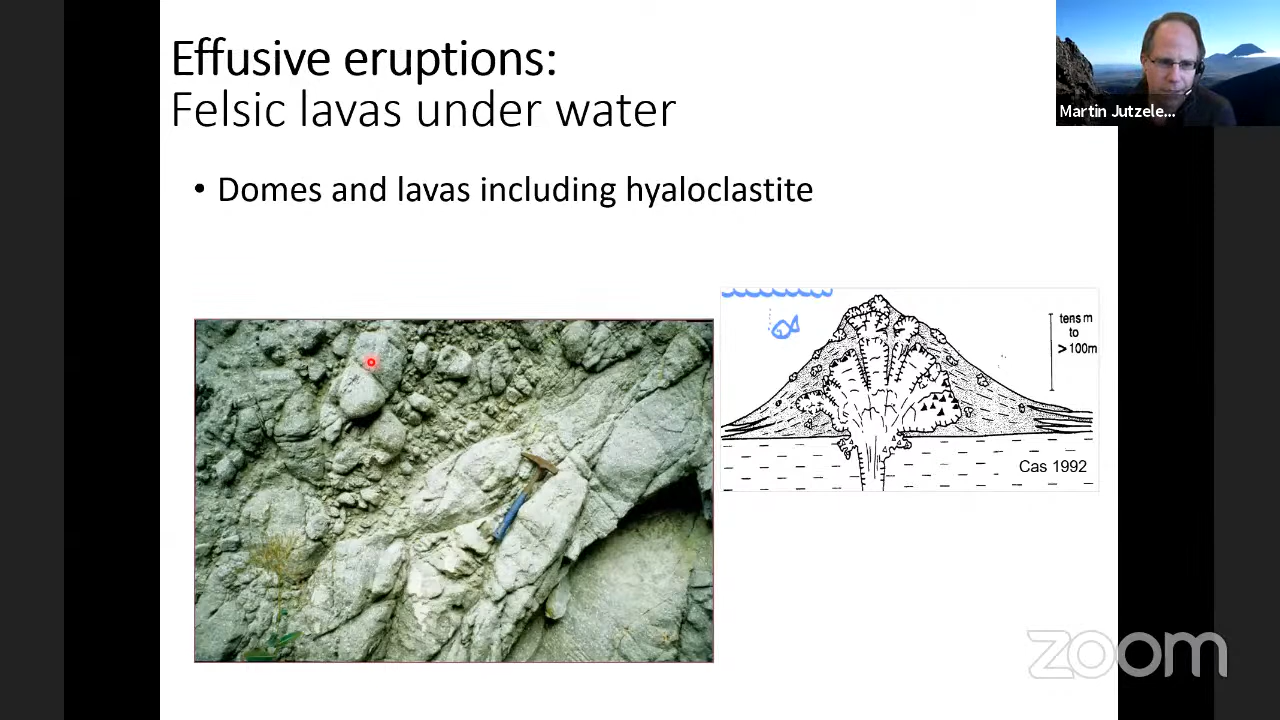 Effusive eruptions:
Felsic lavas under water
• Domes and lavas including hyaloclastite
Martin Jutzele...
tens m
to
> 100m
Cas 1992
zoom